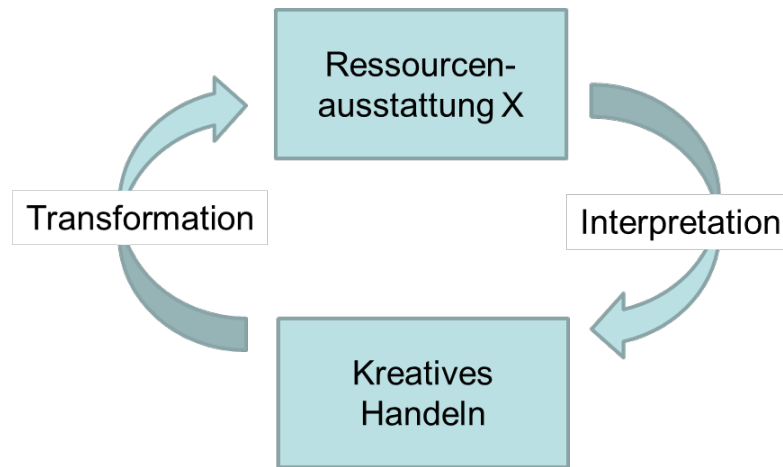 Ressourcen-
ausstattung X
Transformation
Interpretation
Kreatives
Handeln